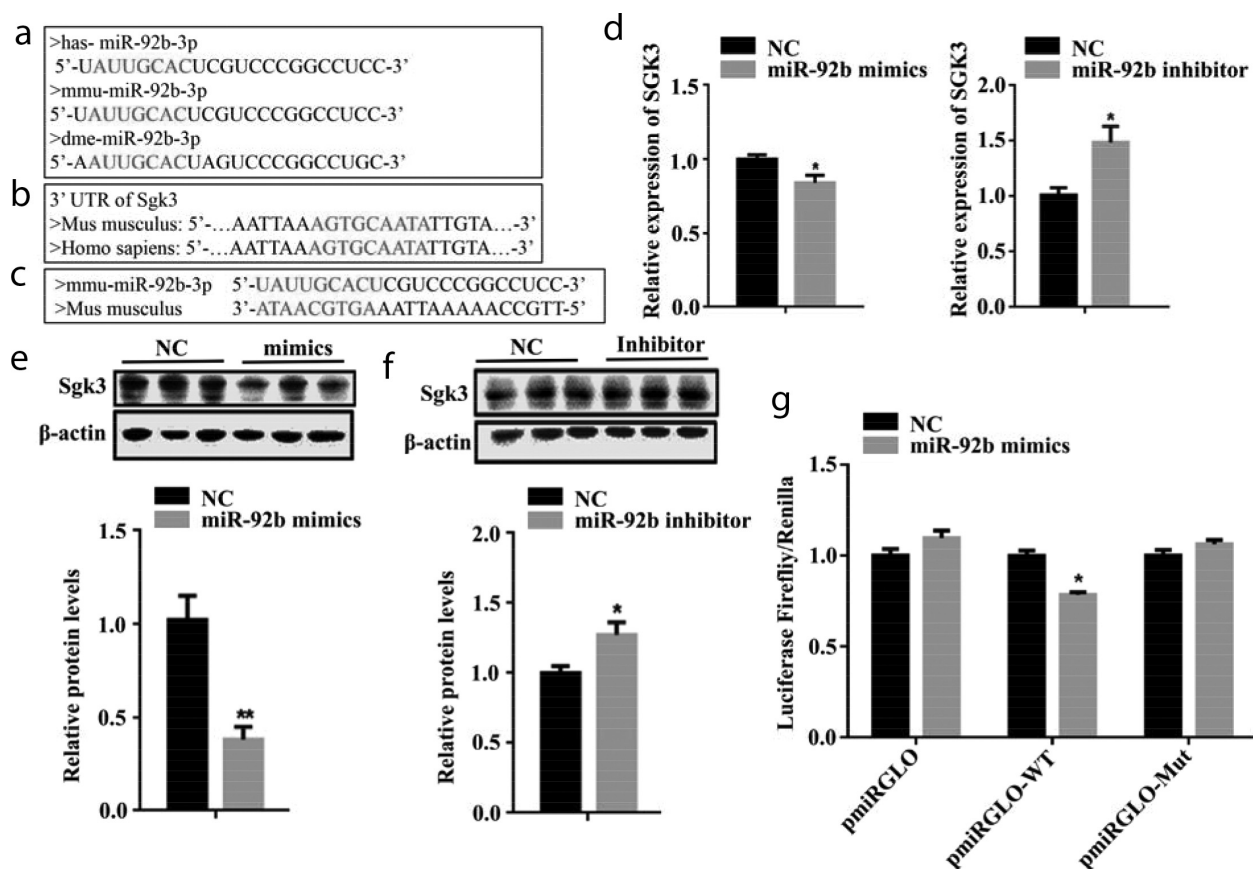 a
>has- miR-92b-3p
5’-UAUUGCACUCGUCCCGGCCUCC-3’
>mmu-miR-92b-3p
5’-UAUUGCACUCGUCCCGGCCUCC-3’
>dme-miR-92b-3p
5’-AAUUGCACUAGUCCCGGCCUGC-3’
b
3’ UTR of Sgk3
>Mus musculus: 5’-…AATTAAAGTGCAATATTGTA…-3’
>Homo sapiens: 5’-…AATTAAAGTGCAATATTGTA…-3’
c
>mmu-miR-92b-3p 5’-UAUUGCACUCGUCCCGGCCUCC-3’
>Mus musculus 3’-ATAACGTGAAATTAAAAACCGTT-5’
d
NC
miR-92b mimics
Relative expression of SGK3
1.5
1.0
0.5
0.0
*
NC
miR-92b inhibitor
Relative expression of SGK3
2.0
1.5
1.0
0.5
0.0
*
e
NC mimics
Sgk3
β-actin
NC
miR-92b mimics
Relative protein levels
1.5
1.0
0.5
0.0
**
f
NC Inhibitor
Sgk3
β-actin
NC
miR-92b inhibitor
Relative protein levels
2.0
1.5
1.0
0.5
0.0
*
g
NC
miR-92b mimics
Luciferase Firefliy/Renilla
1.5
1.0
0.5
0.0
*
pmiRGLO
pmiRGLO-WT
pmiRGLO-Mut